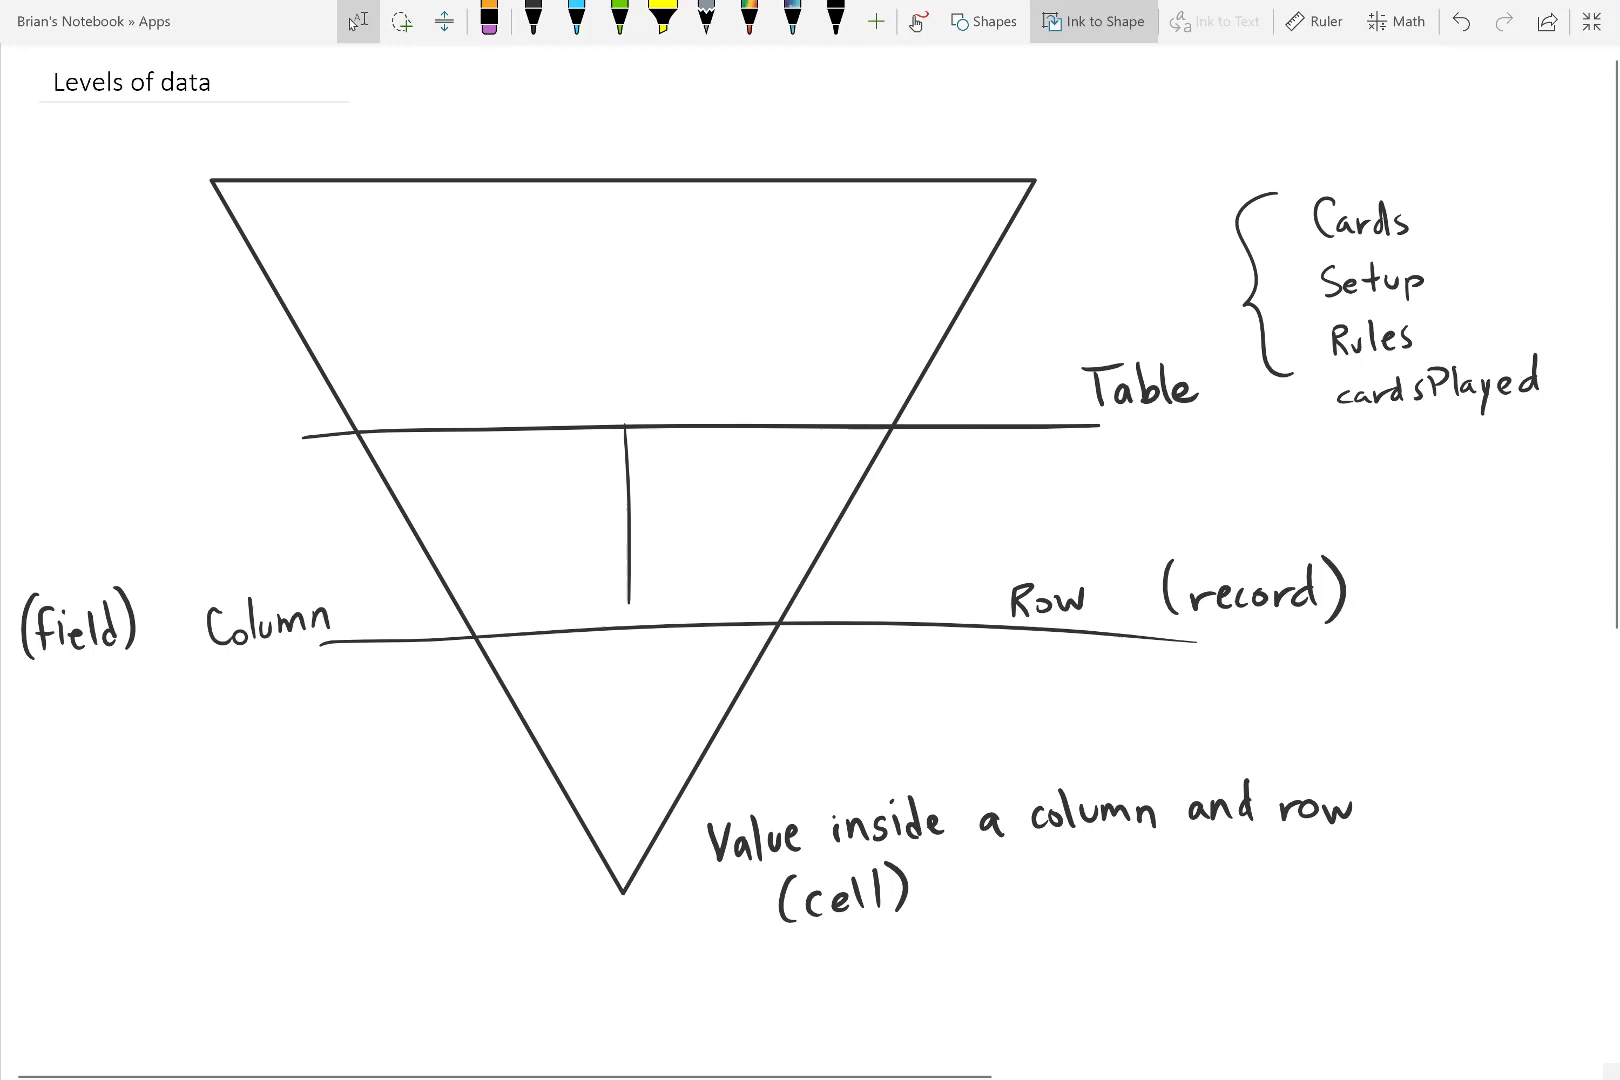 Brian's Notebook » Apps
Shapes
Ink to Shape
Ink to Text
Ruler
Math
Levels of data
Cards
Setup
Rules
cardsPlayed
Table
(field) Column
Row (record)
Value inside a column and row
(cell)